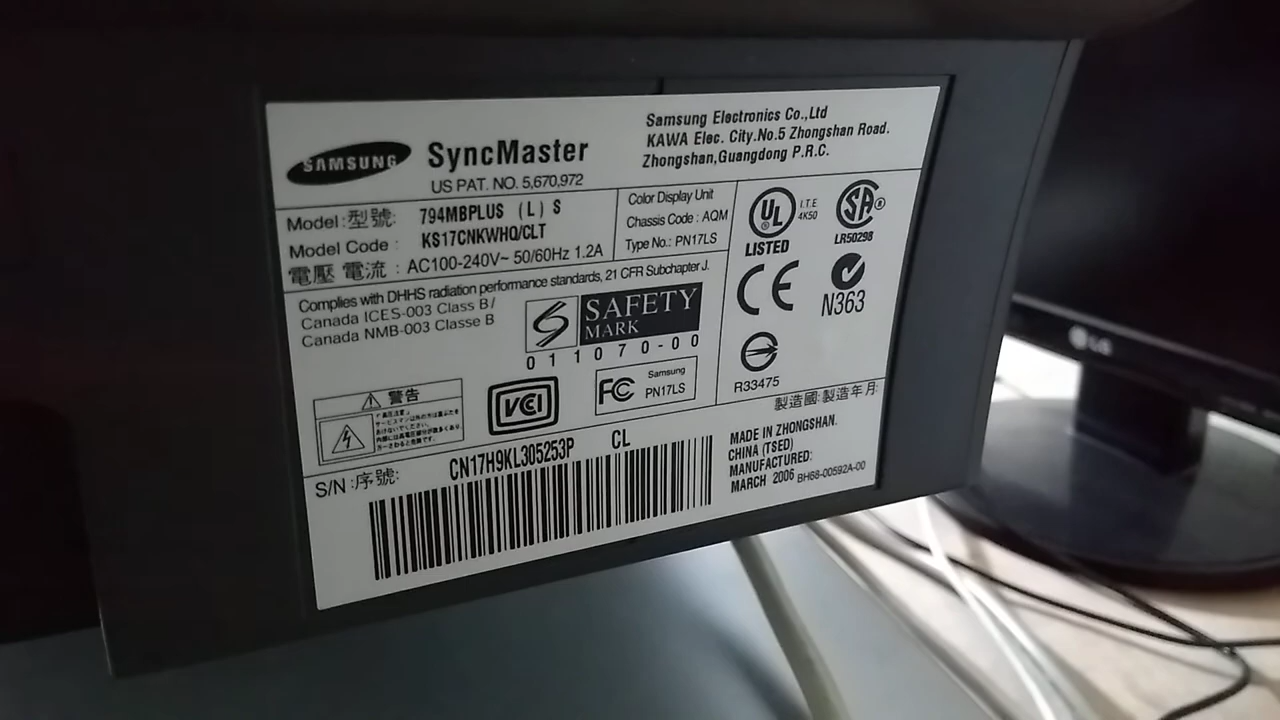 SAMSUNG SyncMaster
US PAT. NO. 5,670,972
Samsung Electronics Co.,Ltd
KAWA Elec. City.No.5 Zhongshan Road.
Zhongshan,Guangdong P.R.C.
Model:型號: 794MBPLUS (L) S
Model Code : KS17CNKWHQ/CLT
電壓 電流 : AC100-240V~ 50/60Hz 1.2A
Color Display Unit
Chassis Code : AQM
Type No.: PN17LS
UL I.T.E
4K50
LISTED
SA
LR50298
CE
N363
R33475
Complies with DHHS radiation performance standards, 21 CFR Subchapter J.
Canada ICES-003 Class B/
Canada NMB-003 Classe B
SAFETY
MARK
011070-00
警告
VCI
FC Samsung
PN17LS
製造國:製造年月:
S/N :序號: CN17H9KL305253P CL
MADE IN ZHONGSHAN.
CHINA (TSED)
MANUFACTURED:
MARCH 2006 BH68-00592A-00
LG